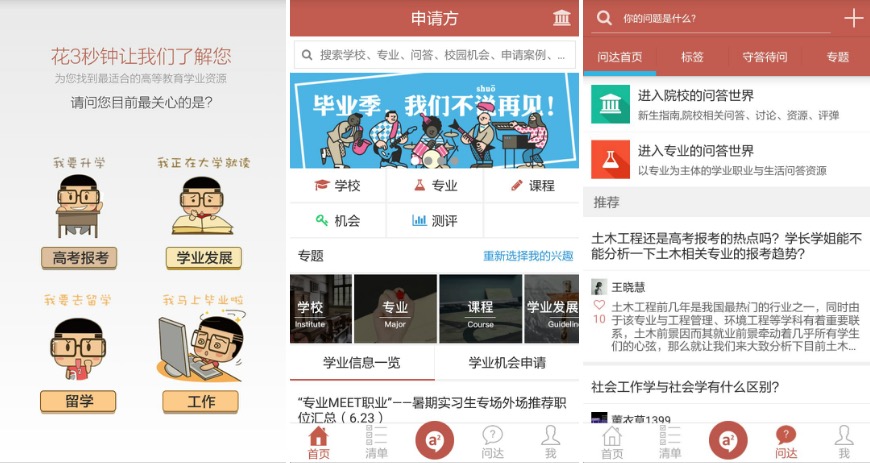 花3秒钟让我们了解您
为您找到最适合的高等教育学业资源
请问您目前最关心的是?
我要升学
我正在大学就读
高考报考
学业发展
我要去留学
我马上毕业啦
留学
工作
申请方
搜索学校、专业、问答、校园机会、申请案例、...
shuō
毕业季，我们不说再见！
学校
专业
课程
机会
测评
专题
重新选择我的兴趣
学校
Institute
专业
Major
课程
Course
学业发展
Guideline
学业信息一览
学业机会申请
“专业MEET职业”——暑期实习生专场外场推荐职
位汇总（6.23）
首页
清单
a²
问达
我
你的问题是什么?
问达首页
标签
守答待问
专题
进入院校的问答世界
新生指南,院校相关问答、讨论、资源、评弹
进入专业的问答世界
以专业为主体的学业职业与生活问答资源
推荐
土木工程还是高考报考的热点吗？学长学姐能不
能分析一下土木相关专业的报考趋势?
王晓慧
10
土木工程前几年是我国最热门的行业之一，同时由
于该专业与工程管理、环境工程等学科有着重要联
系，土木前景因而其就业前景牵动着几乎所有学生
们的心弦，那么就让我们来大致分析下目前土木...
社会工作学与社会学有什么区别?
薰衣草1399
首页
清单
a²
问达
我